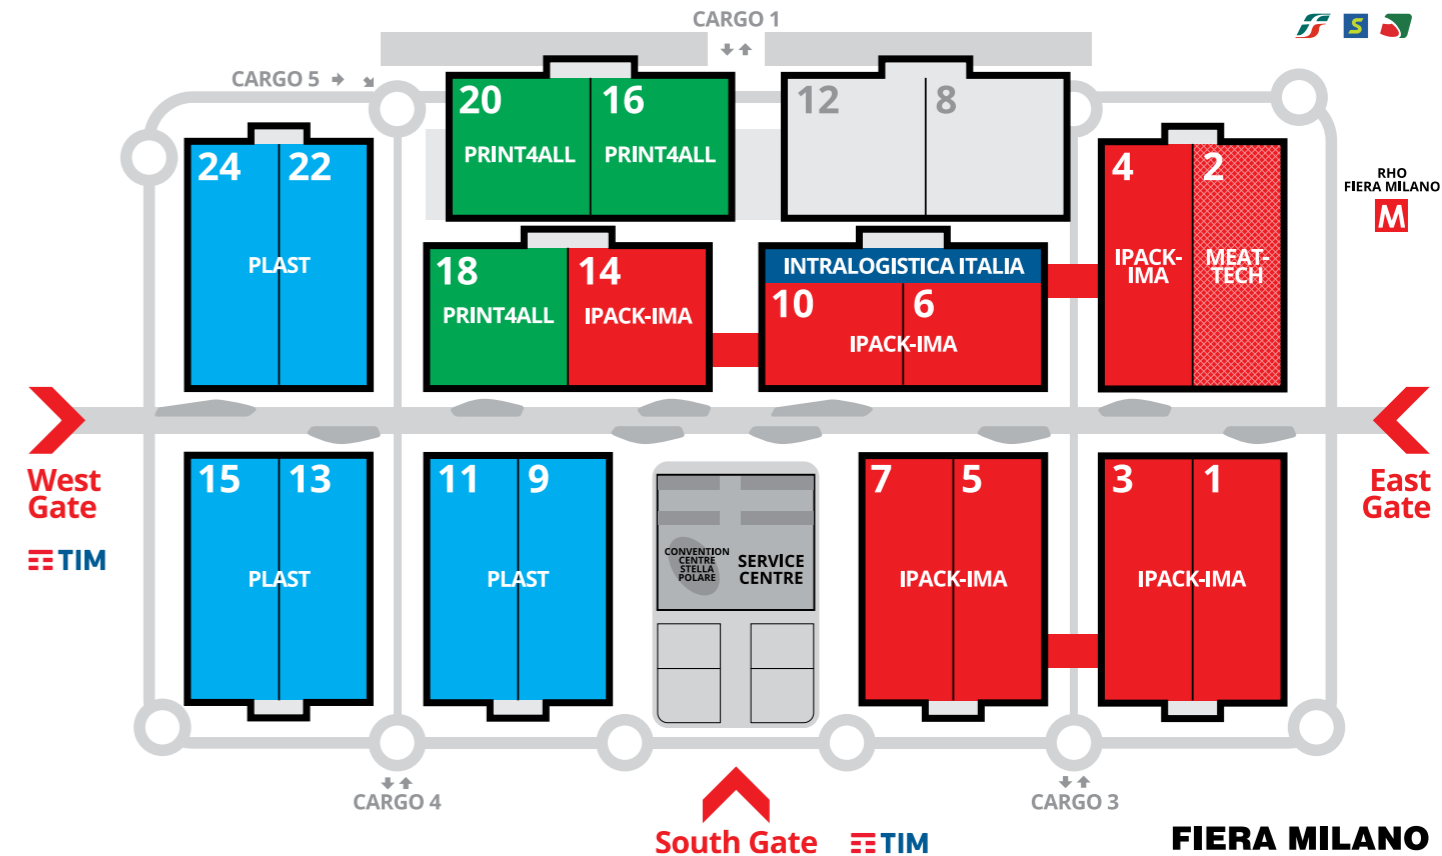 CARGO 1
S
CARGO 5
20
16
12
8
PRINT4ALL
PRINT4ALL
24
22
4
2
RHO
FIERA MILANO
M
PLAST
IPACK-
IMA
MEAT-
TECH
18
14
INTRALOGISTICA ITALIA
10
6
PRINT4ALL
IPACK-IMA
IPACK-IMA
West
Gate
TIM
East
Gate
15
13
11
9
7
5
3
1
PLAST
PLAST
CONVENTION
CENTRE
STELLA
POLARE
SERVICE
CENTRE
IPACK-IMA
IPACK-IMA
CARGO 4
CARGO 3
South Gate
TIM
FIERA MILANO